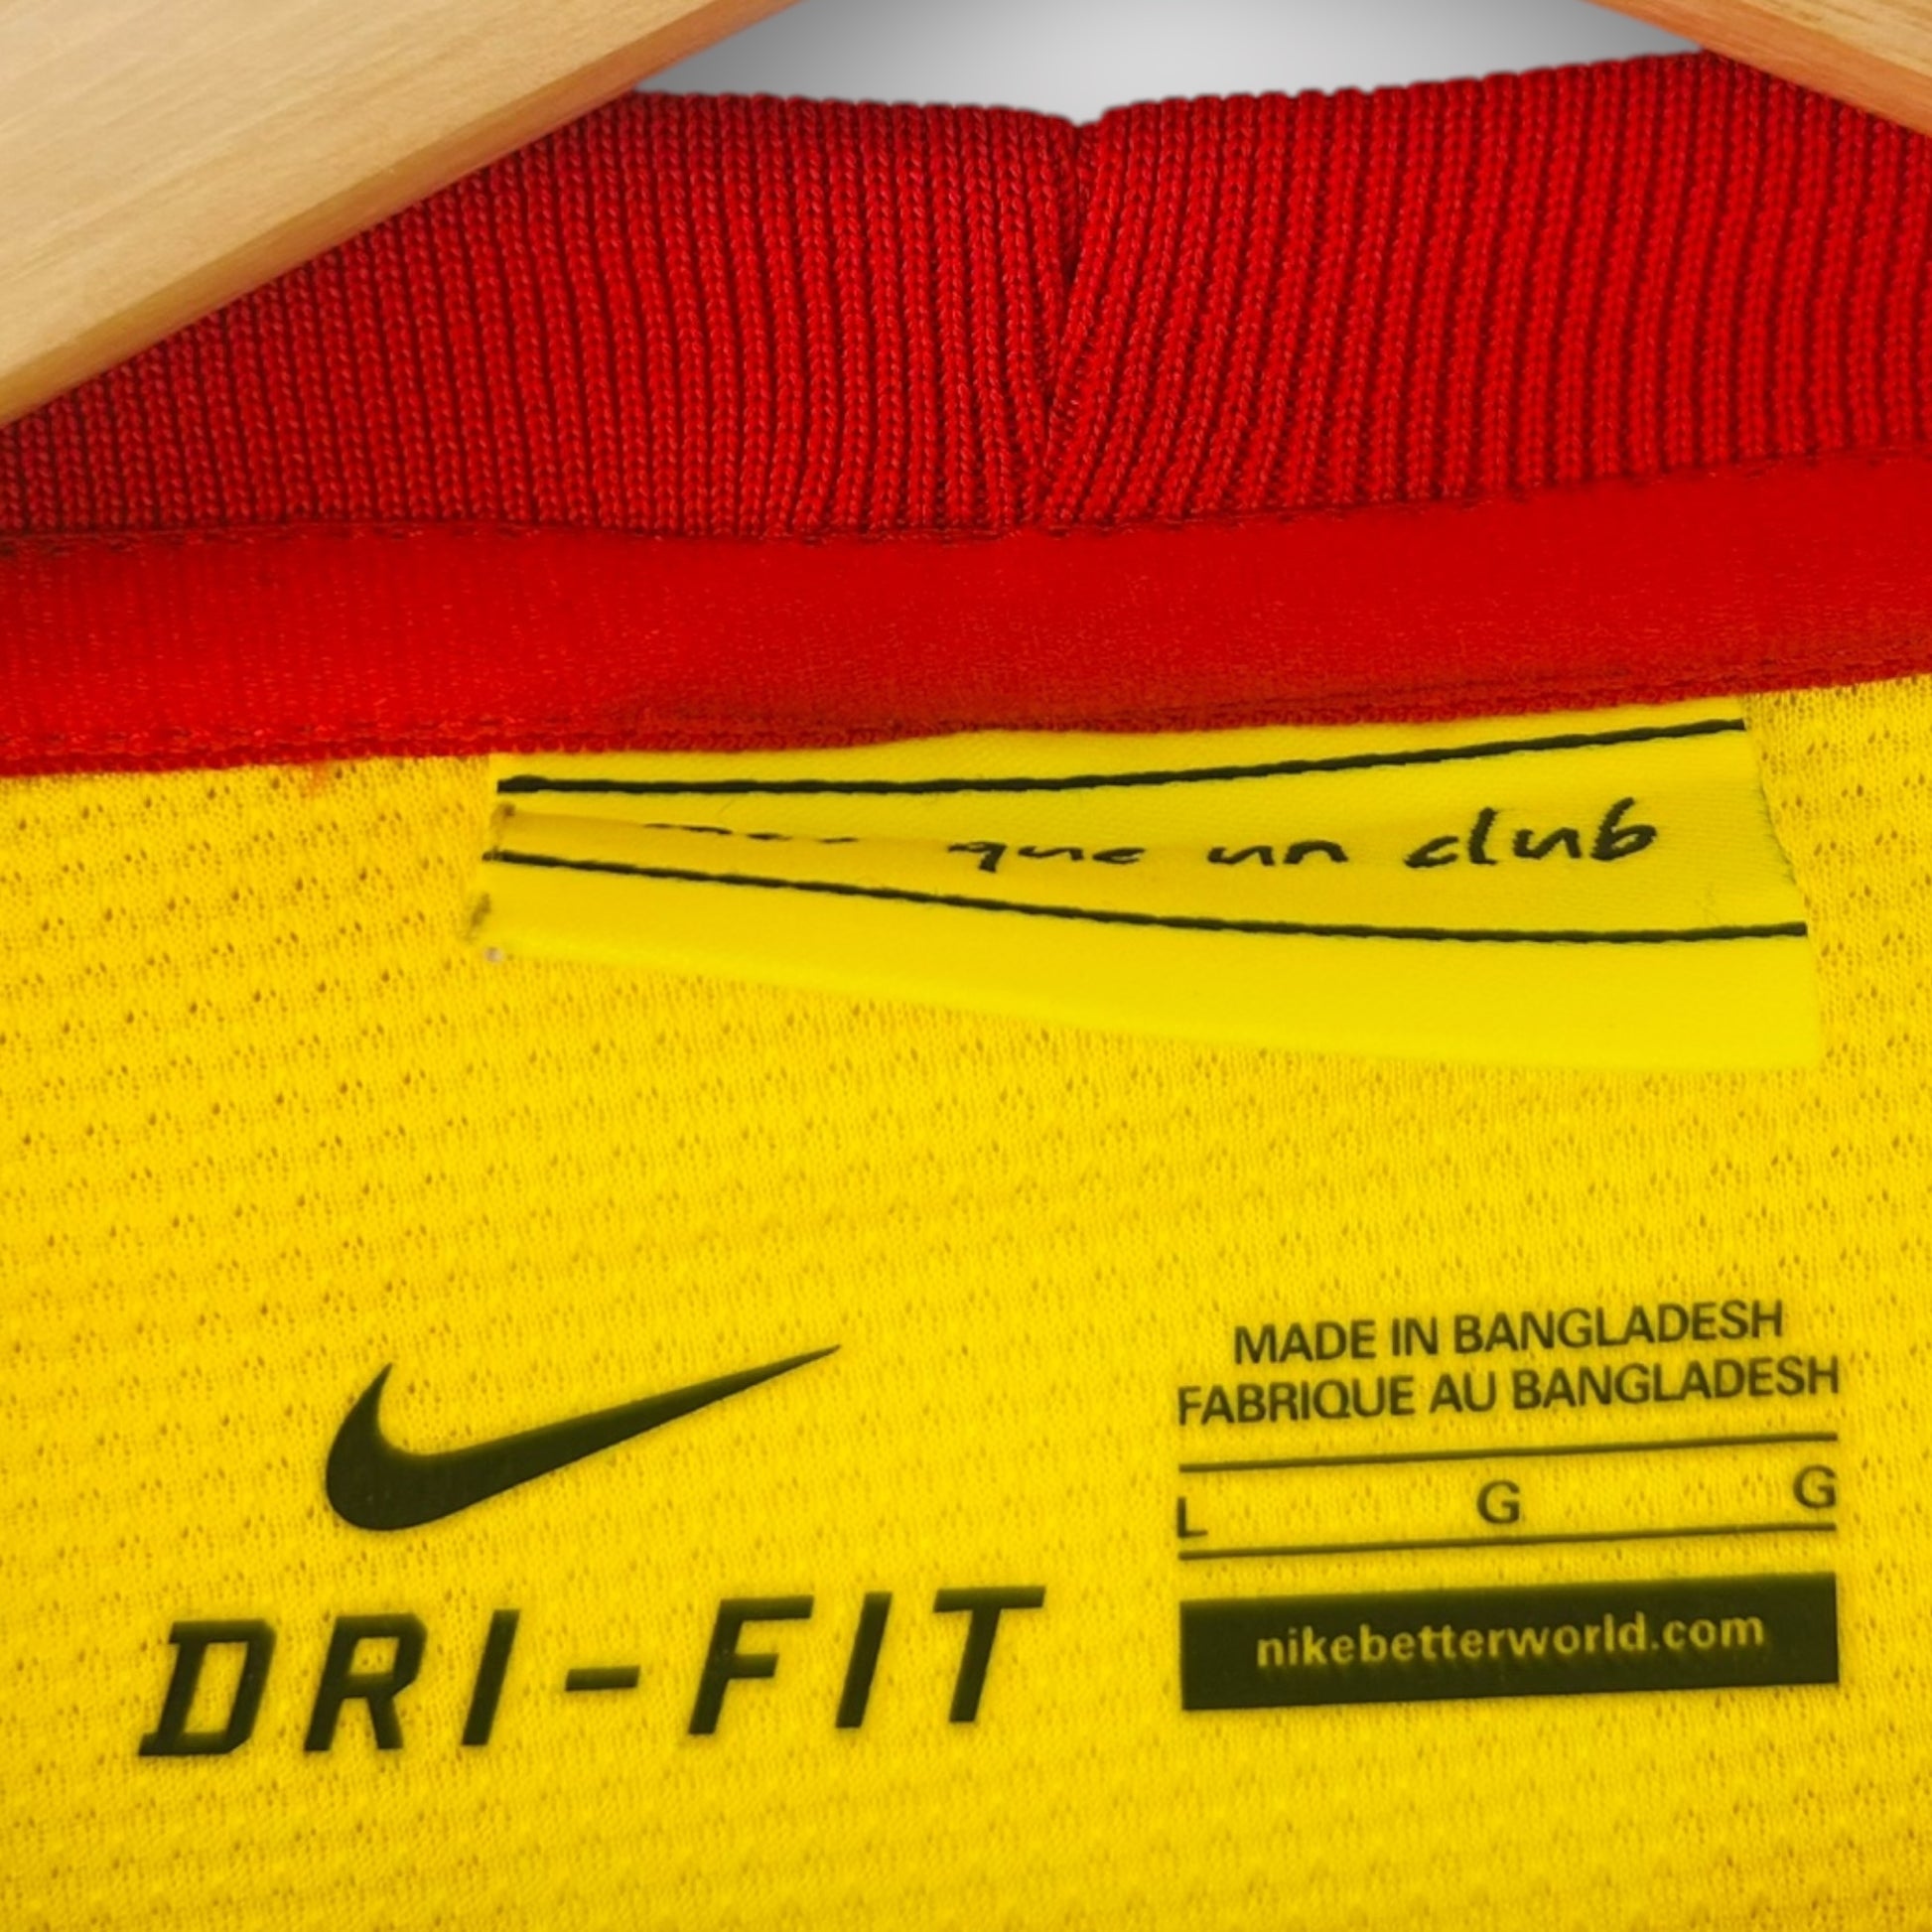 que un club
DRI-FIT
MADE IN BANGLADESH
FABRIQUE AU BANGLADESH
L G G
nikebetterworld.com